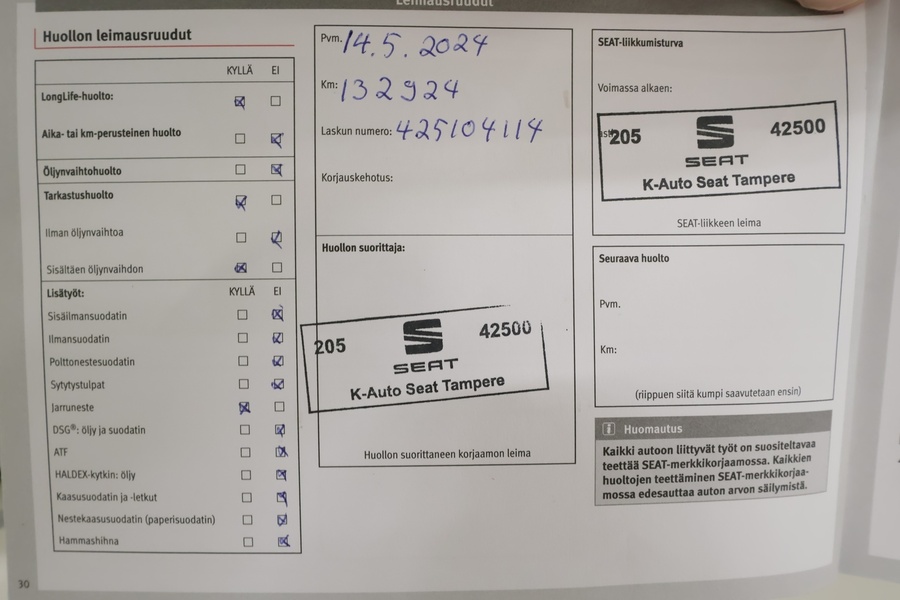 Leimausruudut
Huollon leimausruudut
KYLLÄ EI
LongLife-huolto:
Aika- tai km-perusteinen huolto
Öljynvaihtohuolto
Tarkastushuolto
Ilman öljynvaihtoa
Sisältäen öljynvaihdon
Lisätyöt: KYLLÄ EI
Sisäilmansuodatin
Ilmansuodatin
Polttonestesuodatin
Sytytystulpat
Jarruneste
DSG®: öljy ja suodatin
ATF
HALDEX-kytkin: öljy
Kaasusuodatin ja -letkut
Nestekaasusuodatin (paperisuodatin)
Hammashihna
30
Pvm. 14.5.2024
Km: 132924
Laskun numero: 425104114
Korjauskehotus:
Huollon suorittaja:
205 42500
SEAT
K-Auto Seat Tampere
Huollon suorittaneen korjaamon leima
SEAT-liikkumisturva
Voimassa alkaen:
205 42500
SEAT
K-Auto Seat Tampere
SEAT-liikkeen leima
Seuraava huolto
Pvm.
Km:
(riippuen siitä kumpi saavutetaan ensin)
i Huomautus
Kaikki autoon liittyvät työt on suositeltavaa
teettää SEAT-merkkikorjaamossa. Kaikkien
huoltojen teettäminen SEAT-merkkikorjaa-
mossa edesauttaa auton arvon säilymistä.